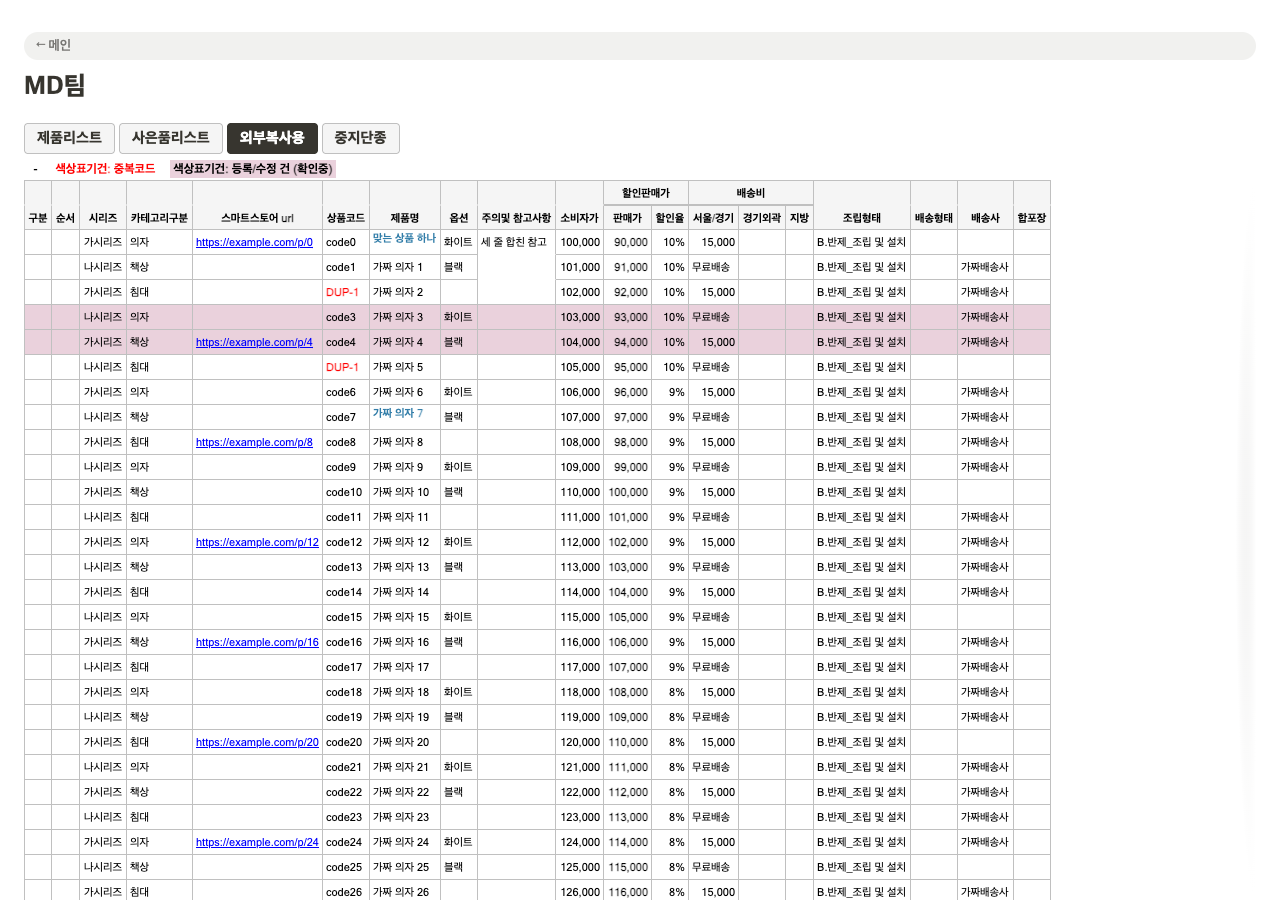 ← 메인
MD팀
제품리스트 사은품리스트 외부복사용 중지단종
- 색상표기건: 중복코드 색상표기건: 등록/수정 건 (확인중)
할인판매가 배송비
구분 순서 시리즈 카테고리구분 스마트스토어 url 상품코드 제품명 옵션 주의및 참고사항 소비자가 판매가 할인율 서울/경기 경기외곽 지방 조립형태 배송형태 배송사 합포장
가시리즈 의자 https://example.com/p/0 code0 맞는 상품 하나 화이트 세 줄 합친 참고 100,000 90,000 10% 15,000 B.반제_조립 및 설치
나시리즈 책상 code1 가짜 의자 1 블랙 101,000 91,000 10% 무료배송 B.반제_조립 및 설치 가짜배송사
가시리즈 침대 DUP-1 가짜 의자 2 102,000 92,000 10% 15,000 B.반제_조립 및 설치 가짜배송사
나시리즈 의자 code3 가짜 의자 3 화이트 103,000 93,000 10% 무료배송 B.반제_조립 및 설치 가짜배송사
가시리즈 책상 https://example.com/p/4 code4 가짜 의자 4 블랙 104,000 94,000 10% 15,000 B.반제_조립 및 설치 가짜배송사
나시리즈 침대 DUP-1 가짜 의자 5 105,000 95,000 10% 무료배송 B.반제_조립 및 설치
가시리즈 의자 code6 가짜 의자 6 화이트 106,000 96,000 9% 15,000 B.반제_조립 및 설치 가짜배송사
나시리즈 책상 code7 가짜 의자 7 블랙 107,000 97,000 9% 무료배송 B.반제_조립 및 설치 가짜배송사
가시리즈 침대 https://example.com/p/8 code8 가짜 의자 8 108,000 98,000 9% 15,000 B.반제_조립 및 설치 가짜배송사
나시리즈 의자 code9 가짜 의자 9 화이트 109,000 99,000 9% 무료배송 B.반제_조립 및 설치 가짜배송사
가시리즈 책상 code10 가짜 의자 10 블랙 110,000 100,000 9% 15,000 B.반제_조립 및 설치
나시리즈 침대 code11 가짜 의자 11 111,000 101,000 9% 무료배송 B.반제_조립 및 설치 가짜배송사
가시리즈 의자 https://example.com/p/12 code12 가짜 의자 12 화이트 112,000 102,000 9% 15,000 B.반제_조립 및 설치 가짜배송사
나시리즈 책상 code13 가짜 의자 13 블랙 113,000 103,000 9% 무료배송 B.반제_조립 및 설치 가짜배송사
가시리즈 침대 code14 가짜 의자 14 114,000 104,000 9% 15,000 B.반제_조립 및 설치 가짜배송사
나시리즈 의자 code15 가짜 의자 15 화이트 115,000 105,000 9% 무료배송 B.반제_조립 및 설치
가시리즈 책상 https://example.com/p/16 code16 가짜 의자 16 블랙 116,000 106,000 9% 15,000 B.반제_조립 및 설치 가짜배송사
나시리즈 침대 code17 가짜 의자 17 117,000 107,000 9% 무료배송 B.반제_조립 및 설치 가짜배송사
가시리즈 의자 code18 가짜 의자 18 화이트 118,000 108,000 8% 15,000 B.반제_조립 및 설치 가짜배송사
나시리즈 책상 code19 가짜 의자 19 블랙 119,000 109,000 8% 무료배송 B.반제_조립 및 설치 가짜배송사
가시리즈 침대 https://example.com/p/20 code20 가짜 의자 20 120,000 110,000 8% 15,000 B.반제_조립 및 설치
나시리즈 의자 code21 가짜 의자 21 화이트 121,000 111,000 8% 무료배송 B.반제_조립 및 설치 가짜배송사
가시리즈 책상 code22 가짜 의자 22 블랙 122,000 112,000 8% 15,000 B.반제_조립 및 설치 가짜배송사
나시리즈 침대 code23 가짜 의자 23 123,000 113,000 8% 무료배송 B.반제_조립 및 설치 가짜배송사
가시리즈 의자 https://example.com/p/24 code24 가짜 의자 24 화이트 124,000 114,000 8% 15,000 B.반제_조립 및 설치 가짜배송사
나시리즈 책상 code25 가짜 의자 25 블랙 125,000 115,000 8% 무료배송 B.반제_조립 및 설치
가시리즈 침대 code26 가짜 의자 26 126,000 116,000 8% 15,000 B.반제_조립 및 설치 가짜배송사